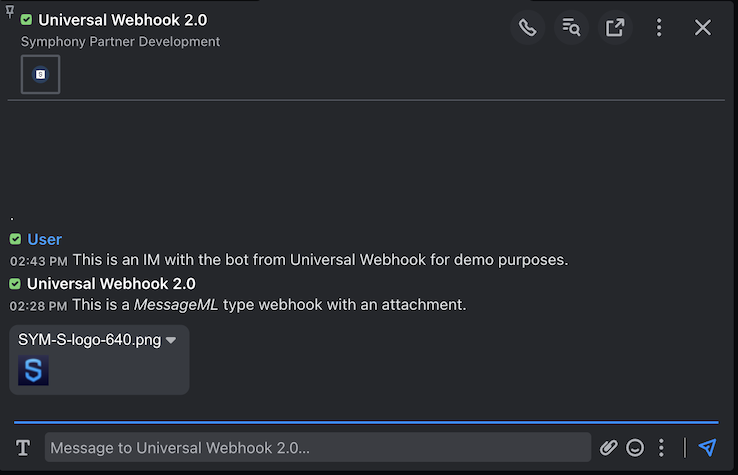 Universal Webhook 2.0
Symphony Partner Development
S
.
User
02:43 PM This is an IM with the bot from Universal Webhook for demo purposes.
Universal Webhook 2.0
02:28 PM This is a MessageML type webhook with an attachment.
SYM-S-logo-640.png
S
T Message to Universal Webhook 2.0...